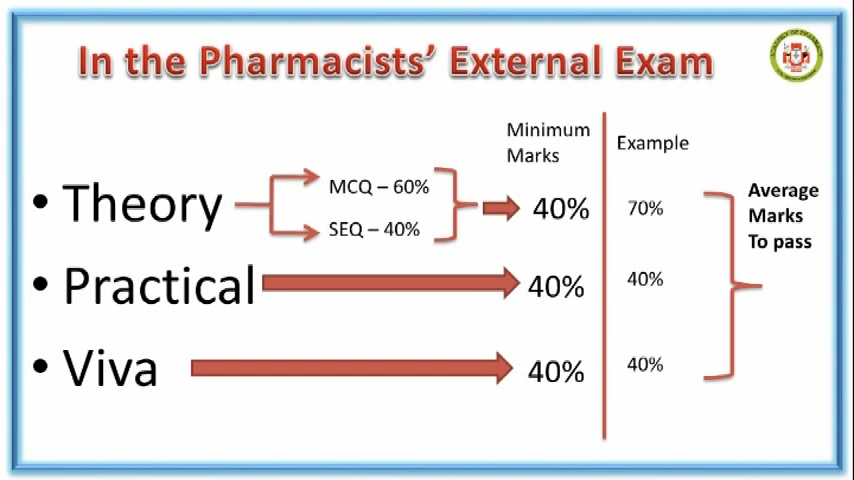 In the Pharmacists’ External Exam
Minimum
Marks
Example
• Theory
MCQ – 60%
SEQ – 40%
40%
70%
Average
Marks
To pass
• Practical
40%
40%
• Viva
40%
40%